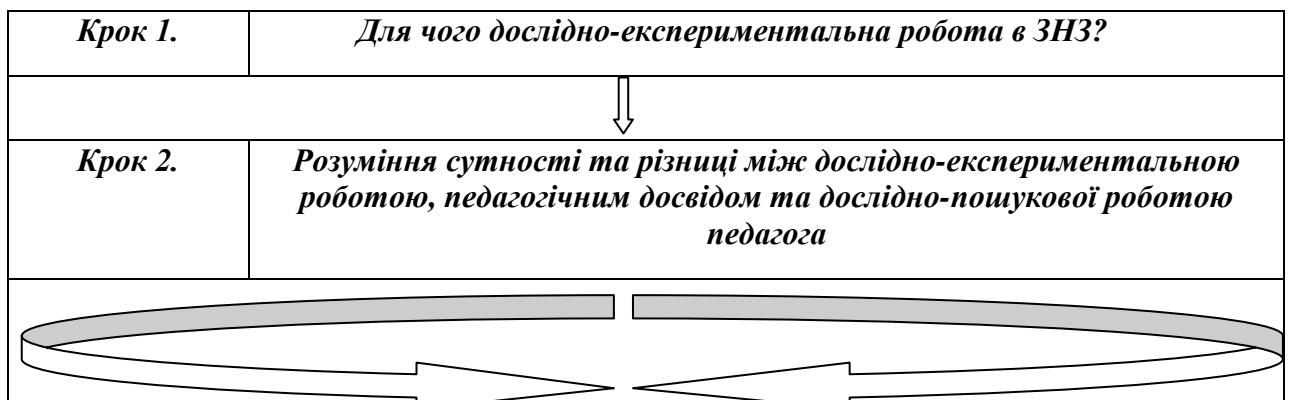 Крок 1.
Для чого дослідно-експериментальна робота в ЗНЗ?
Крок 2.
Розуміння сутності та різниці між дослідно-експериментальною
роботою, педагогічним досвідом та дослідно-пошукової роботою
педагога